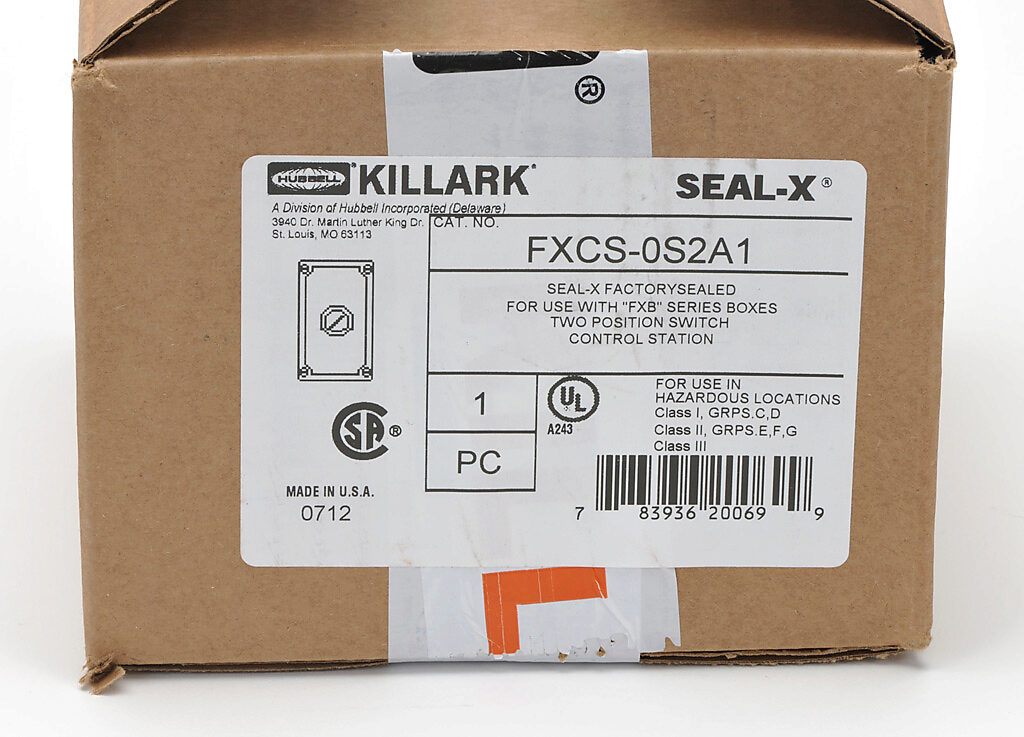 ®
HUBBELL® KILLARK®
SEAL-X®
A Division of Hubbell Incorporated (Delaware)
3940 Dr. Martin Luther King Dr.
St. Louis, MO 63113
CAT. NO.
FXCS-0S2A1
SEAL-X FACTORYSEALED
FOR USE WITH "FXB" SERIES BOXES
TWO POSITION SWITCH
CONTROL STATION
1
PC
UL
A243
FOR USE IN
HAZARDOUS LOCATIONS
Class I, GRPS.C,D
Class II, GRPS.E,F,G
Class III
SA®
MADE IN U.S.A.
0712
7 83936 20069 9